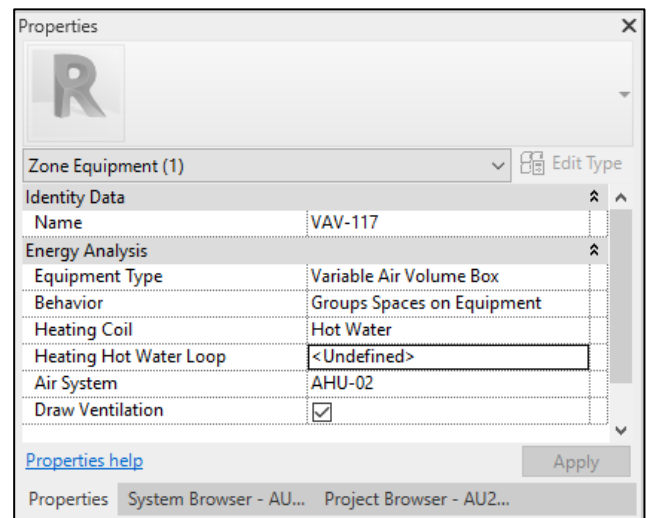 Properties
R
Zone Equipment (1) Edit Type
Identity Data
Name VAV-117
Energy Analysis
Equipment Type Variable Air Volume Box
Behavior Groups Spaces on Equipment
Heating Coil Hot Water
Heating Hot Water Loop <Undefined>
Air System AHU-02
Draw Ventilation
Properties help Apply
Properties System Browser - AU... Project Browser - AU2...